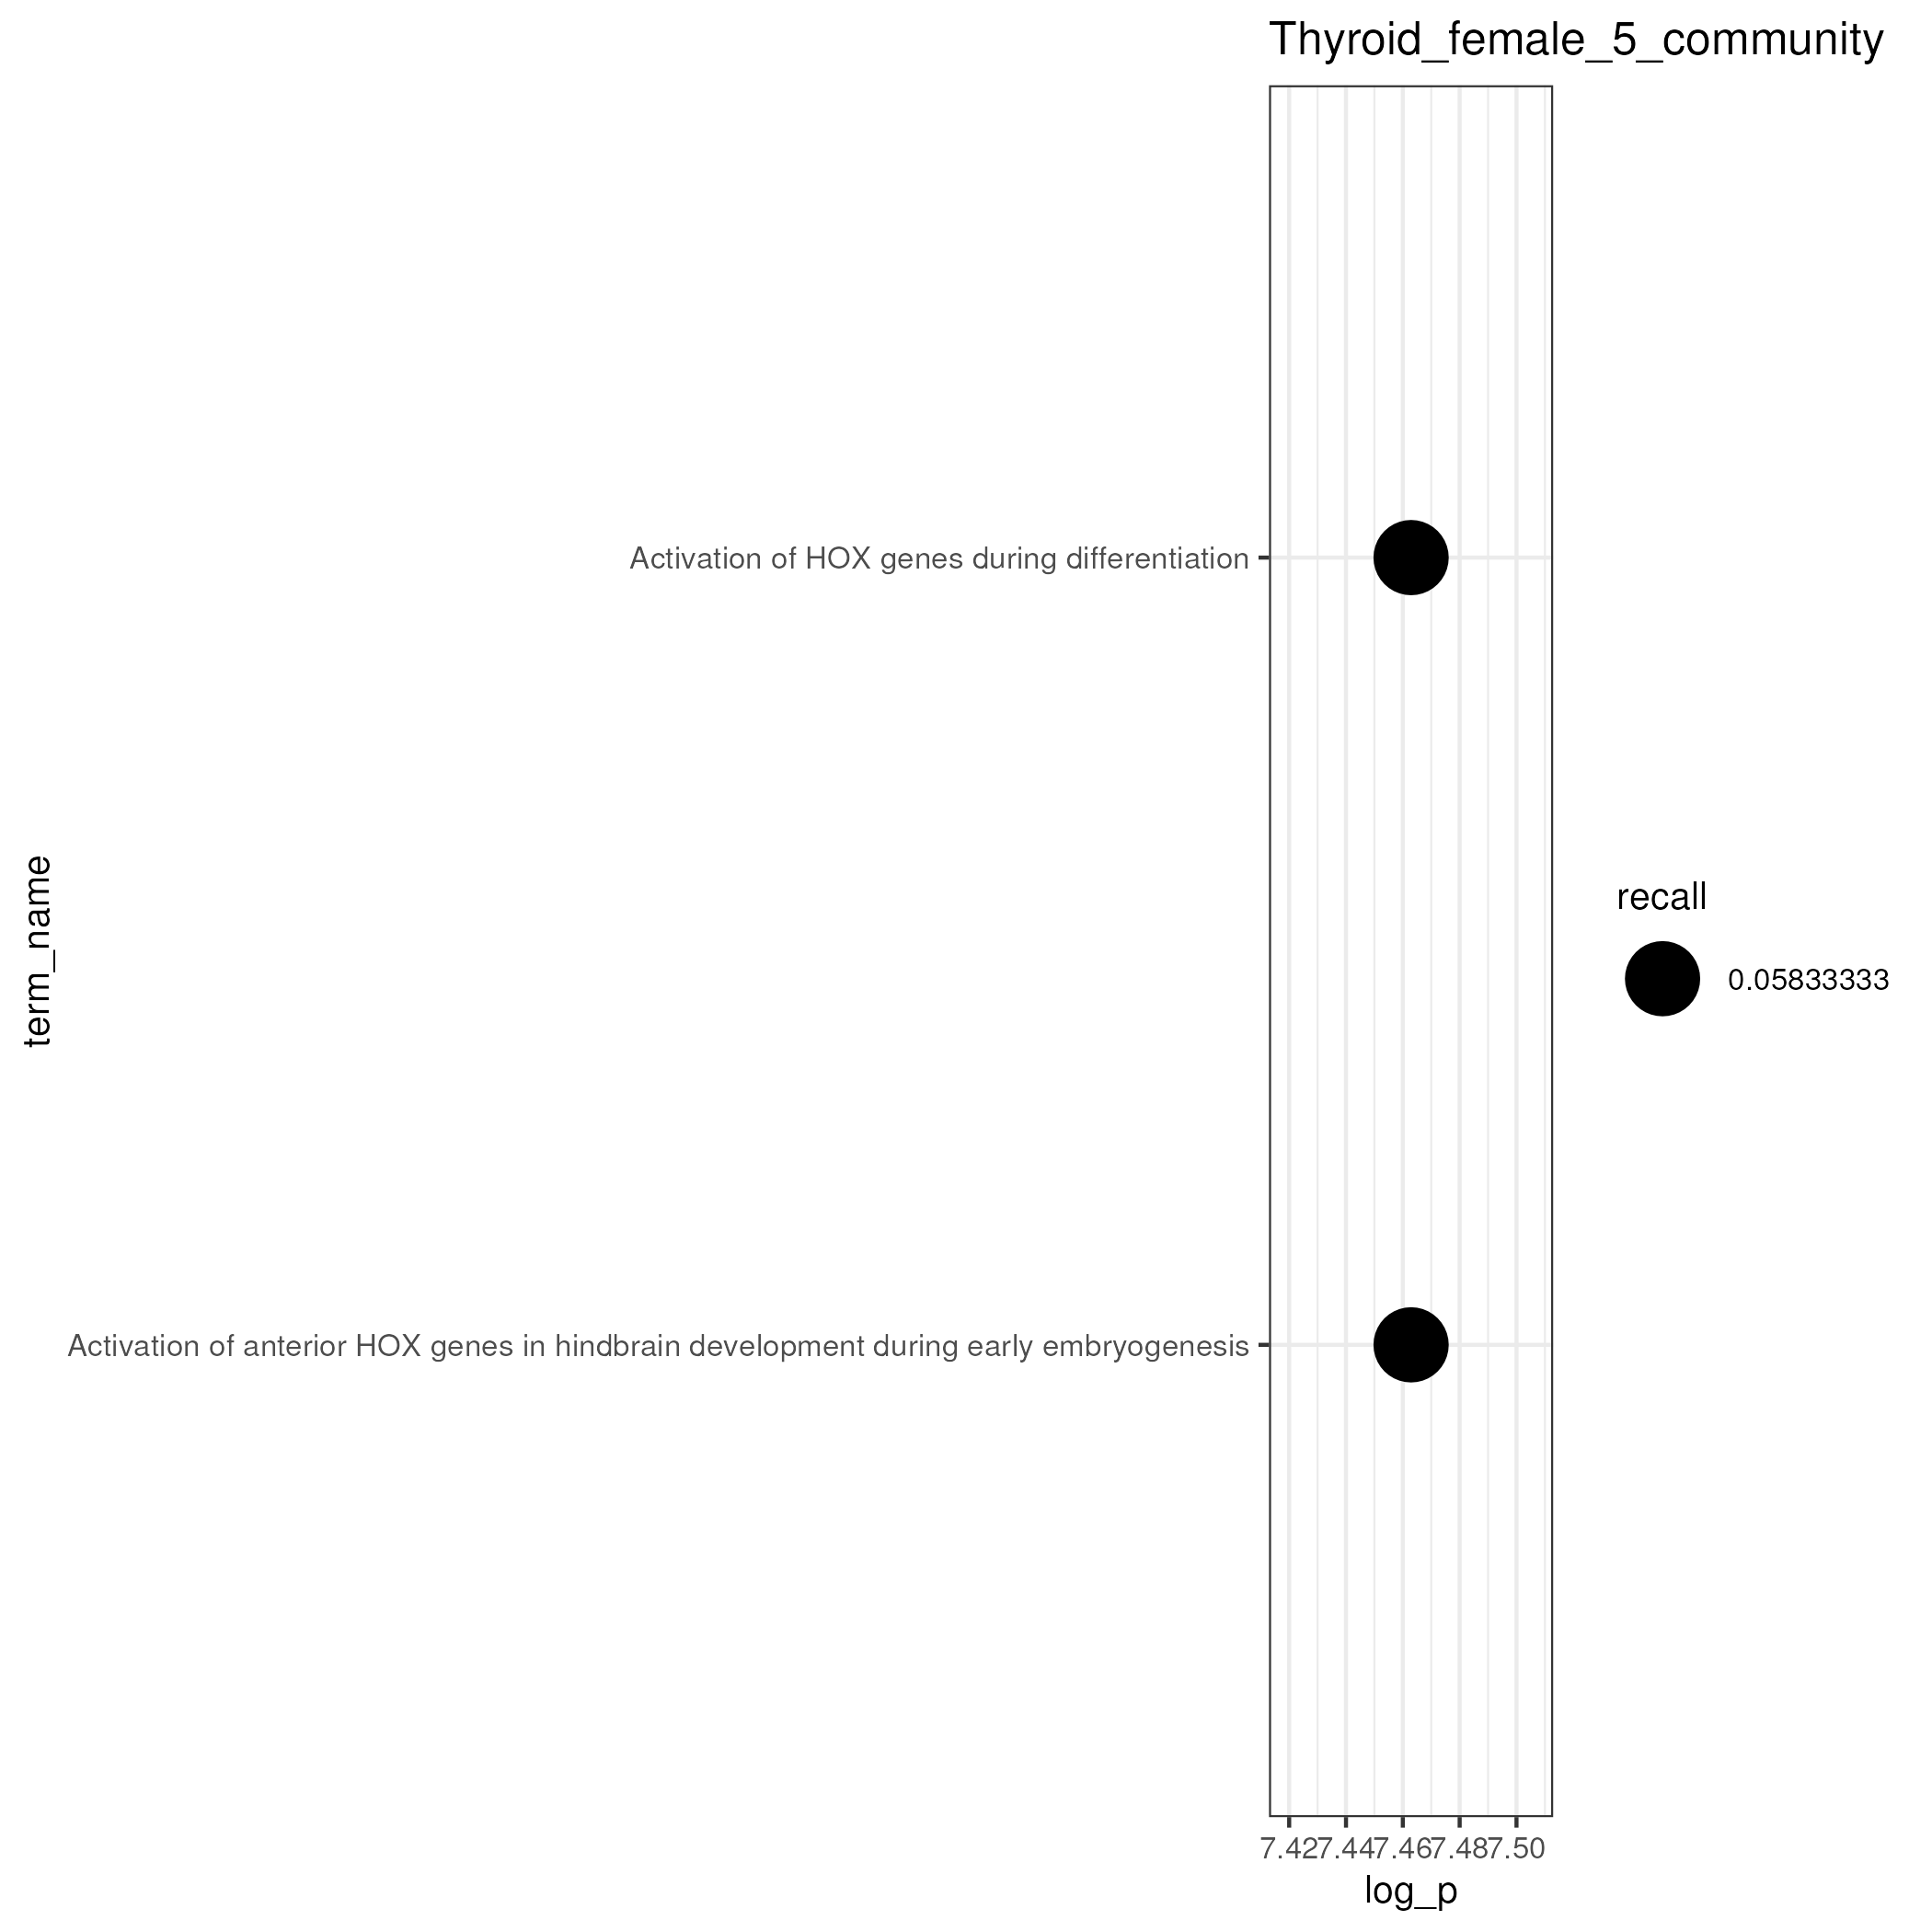 Thyroid_female_5_community
Activation of HOX genes during differentiation
term_name
recall
0.05833333
Activation of anterior HOX genes in hindbrain development during early embryogenesis
7.42 7.44 7.46 7.48 7.50
log_p